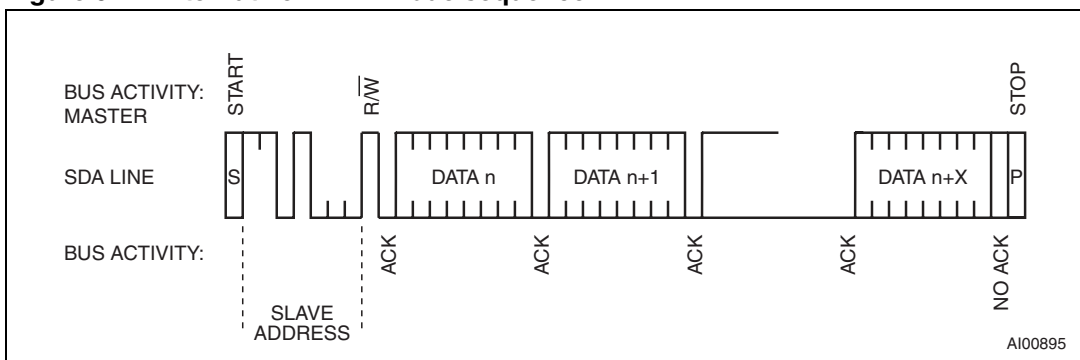 BUS ACTIVITY:
MASTER
START
R/W
STOP
SDA LINE
S
DATA n
DATA n+1
DATA n+X
P
BUS ACTIVITY:
ACK
ACK
ACK
ACK
NO ACK
SLAVE
ADDRESS
AI00895